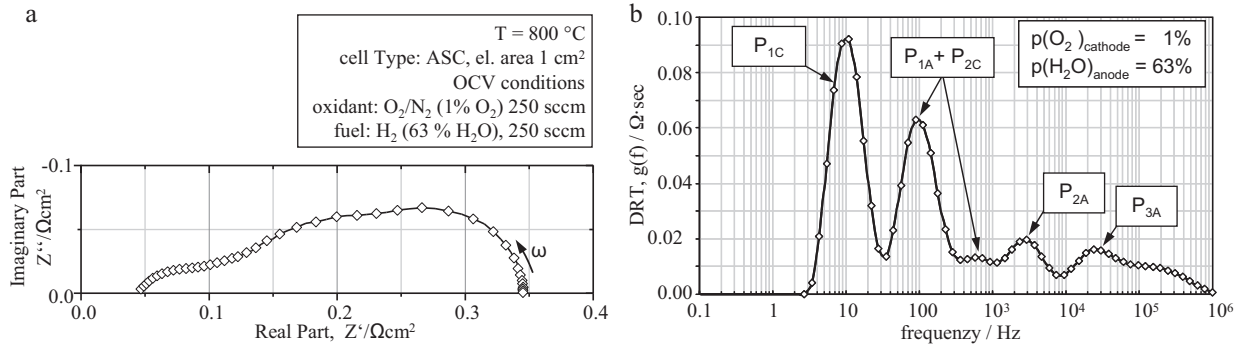 a
T = 800 °C
cell Type: ASC, el. area 1 cm²
OCV conditions
oxidant: O₂/N₂ (1% O₂) 250 sccm
fuel: H₂ (63 % H₂O), 250 sccm
Imaginary Part
Z‘‘/Ωcm²
-0.1
0.0
ω
0.0 0.1 0.2 0.3 0.4
Real Part, Z‘/Ωcm²
b
DRT, g(f) / Ω·sec
0.10
0.08
0.06
0.04
0.02
0.00
P₁C
P₁A + P₂C
p(O₂)cathode = 1%
p(H₂O)anode = 63%
P₂A
P₃A
0.1 1 10 100 10³ 10⁴ 10⁵ 10⁶
frequenzy / Hz